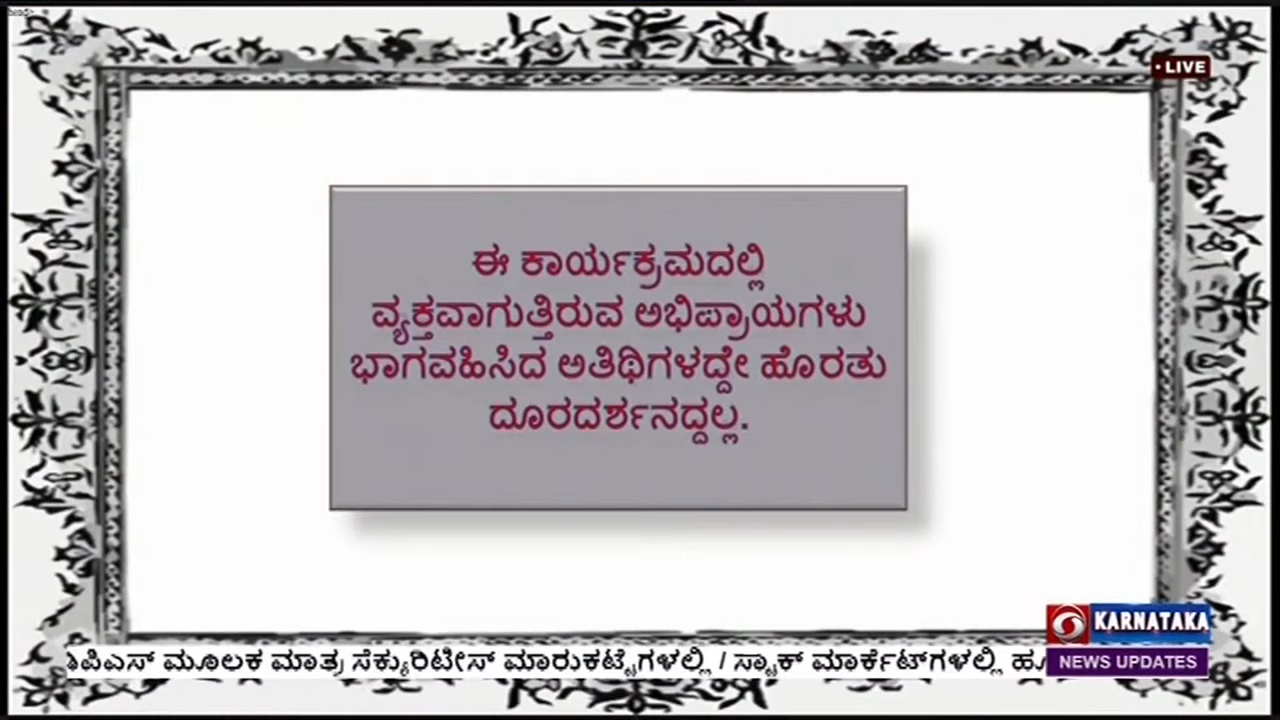 • LIVE
ಈ ಕಾರ್ಯಕ್ರಮದಲ್ಲಿ
ವ್ಯಕ್ತವಾಗುತ್ತಿರುವ ಅಭಿಪ್ರಾಯಗಳು
ಭಾಗವಹಿಸಿದ ಅತಿಥಿಗಳದ್ದೇ ಹೊರತು
ದೂರದರ್ಶನದ್ದಲ್ಲ.
KARNATAKA
ಮೂಲಕ ಮಾತ್ರ ಸೆಕ್ಯುರಿಟೀಸ್ ಮಾರುಕಟ್ಟೆಗಳಲ್ಲಿ / ಸ್ಟಾಕ್ ಮಾರ್ಕೆಟ್‌ಗಳಲ್ಲಿ
NEWS UPDATES